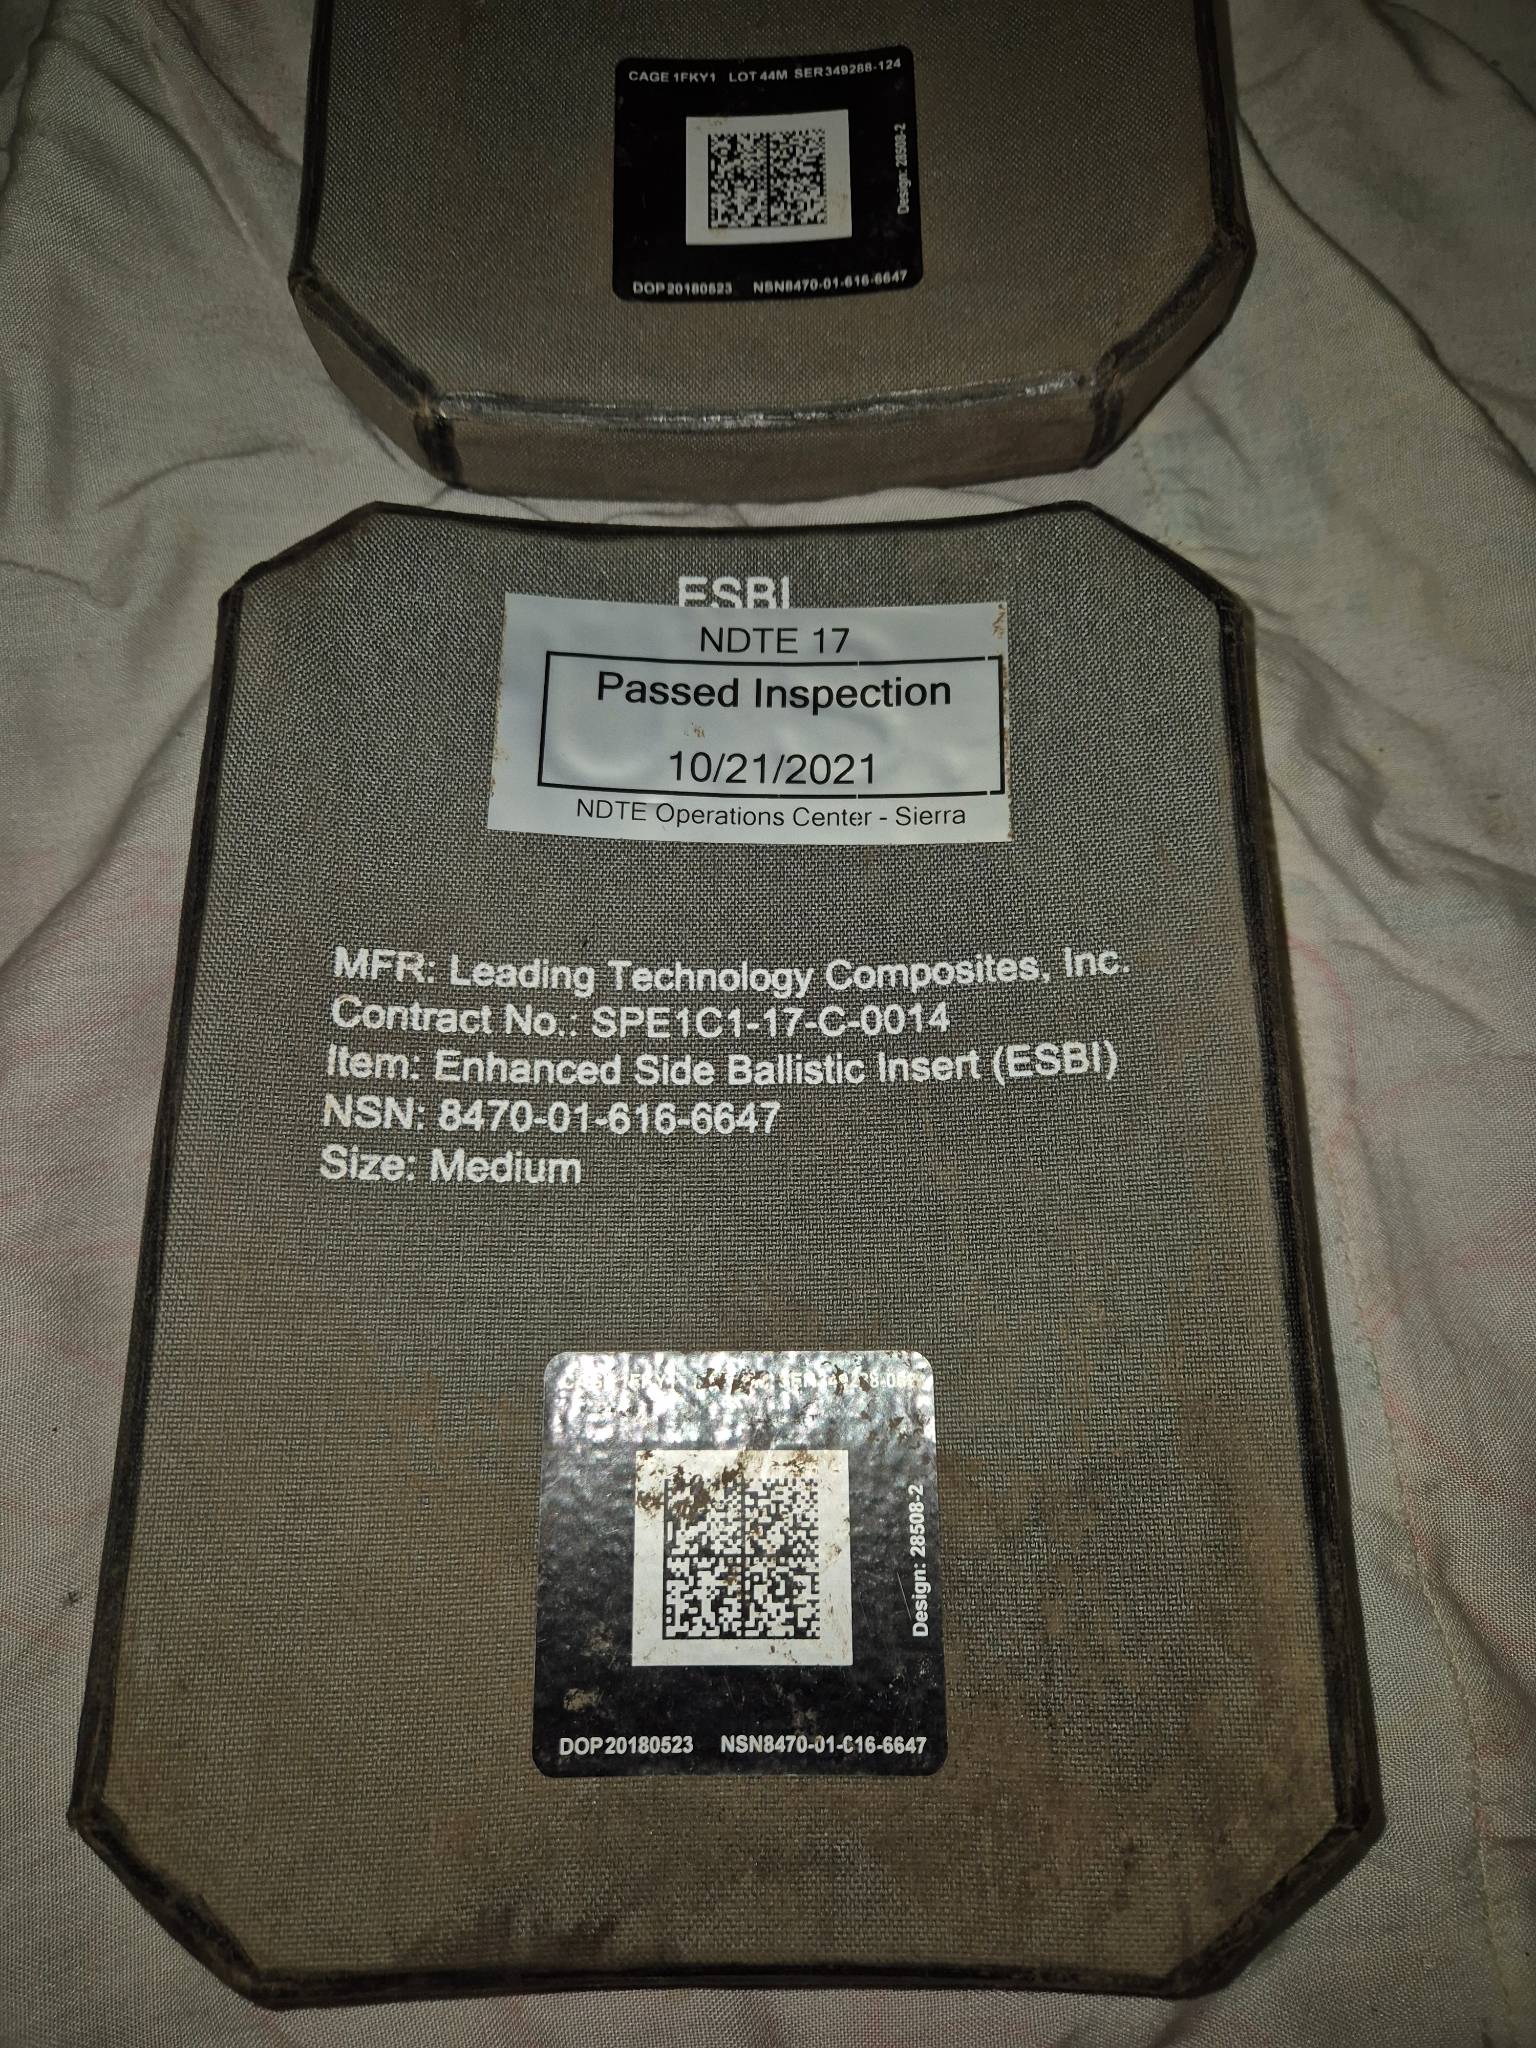 CAGE 1FKY1 LOT 44M SER 349288-124
Design: 28508-2
DOP 20180523 NSN8470-01-616-6647
ESBI
NDTE 17
Passed Inspection
10/21/2021
NDTE Operations Center - Sierra
MFR: Leading Technology Composites, Inc.
Contract No.: SPE1C1-17-C-0014
Item: Enhanced Side Ballistic Insert (ESBI)
NSN: 8470-01-616-6647
Size: Medium
Design: 28508-2
DOP 20180523 NSN8470-01-616-6647